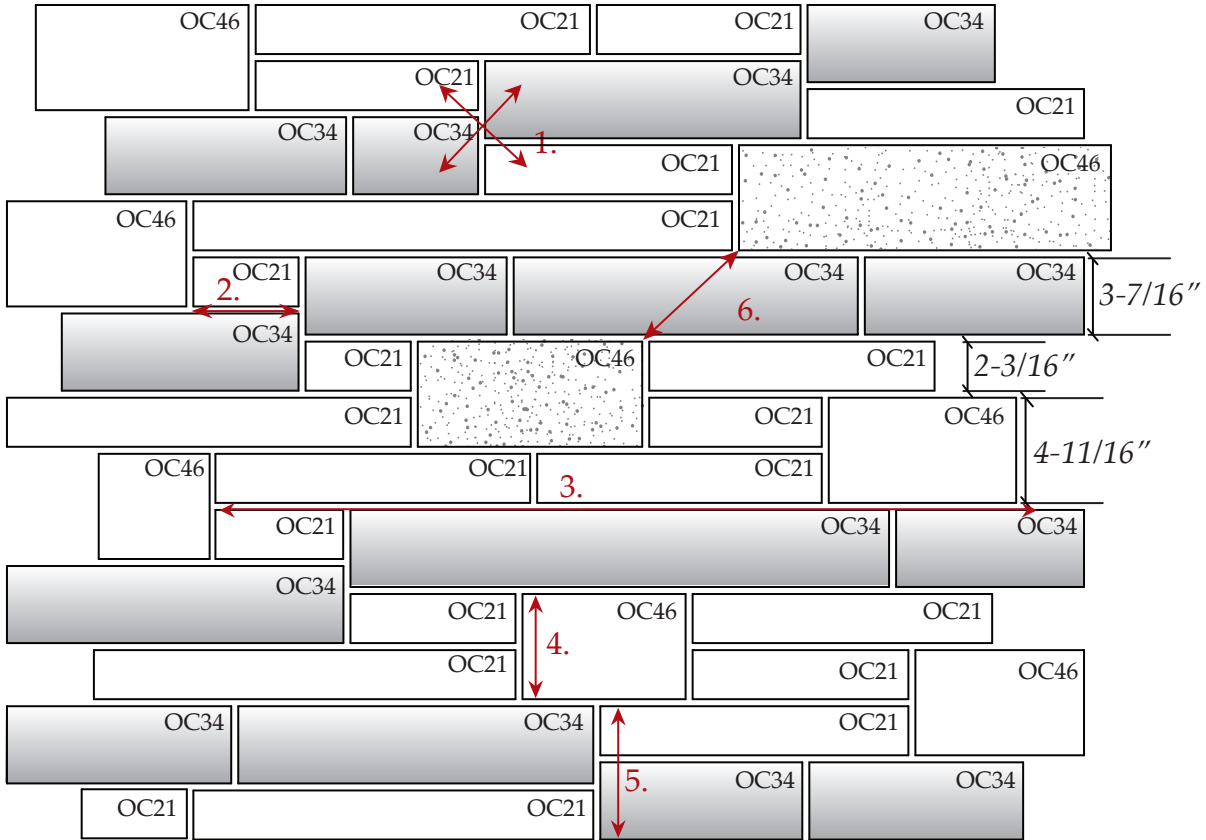 OC46 OC21 OC21 OC34
OC21 OC34
OC21
OC34 OC34
1.
OC21 OC46
OC46 OC21
OC21 OC34 OC34 OC34
2. 6. 3-7/16"
OC34
OC21 OC46 OC21 2-3/16"
OC21 OC21 OC46
4-11/16"
OC46 OC21 OC21
3.
OC21 OC34 OC34
OC34
OC21 OC46 OC21
4.
OC21 OC21 OC46
OC34 OC34 OC21
5. OC34 OC34
OC21 OC21